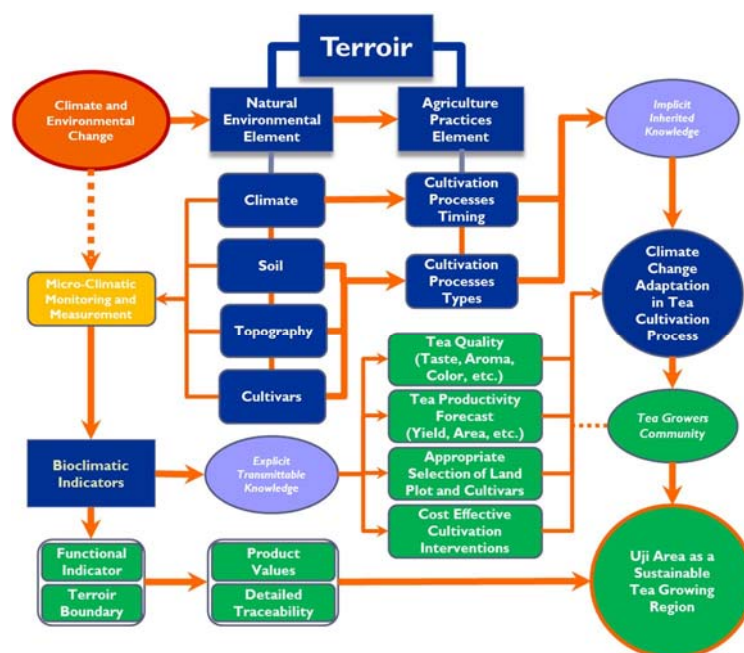 Terroir
Climate and
Environmental
Change
Natural
Environmental
Element
Agriculture
Practices
Element
Implicit
Inherited
Knowledge
Climate
Cultivation
Processes
Timing
Soil
Cultivation
Processes
Types
Climate
Change
Adaptation
in Tea
Cultivation
Process
Micro-Climatic
Monitoring and
Measurement
Topography
Cultivars
Tea Quality
(Taste, Aroma,
Color, etc.)
Tea Productivity
Forecast
(Yield, Area, etc.)
Tea Growers
Community
Bioclimatic
Indicators
Explicit
Transmittable
Knowledge
Appropriate
Selection of Land
Plot and Cultivars
Cost Effective
Cultivation
Interventions
Functional
Indicator
Terroir
Boundary
Product
Values
Detailed
Traceability
Uji Area as a
Sustainable
Tea Growing
Region